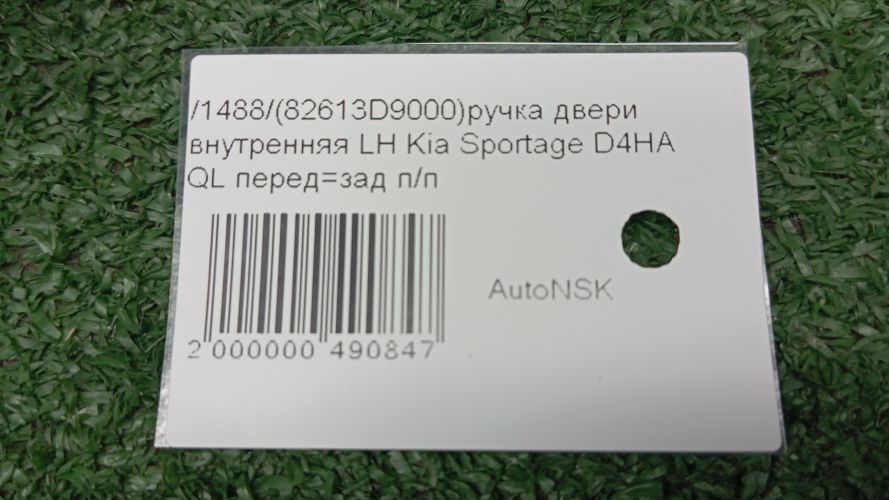 /1488/(82613D9000)ручка двери
внутренняя LH Kia Sportage D4HA
QL перед=зад п/п
AutoNSK
2 000000 490847